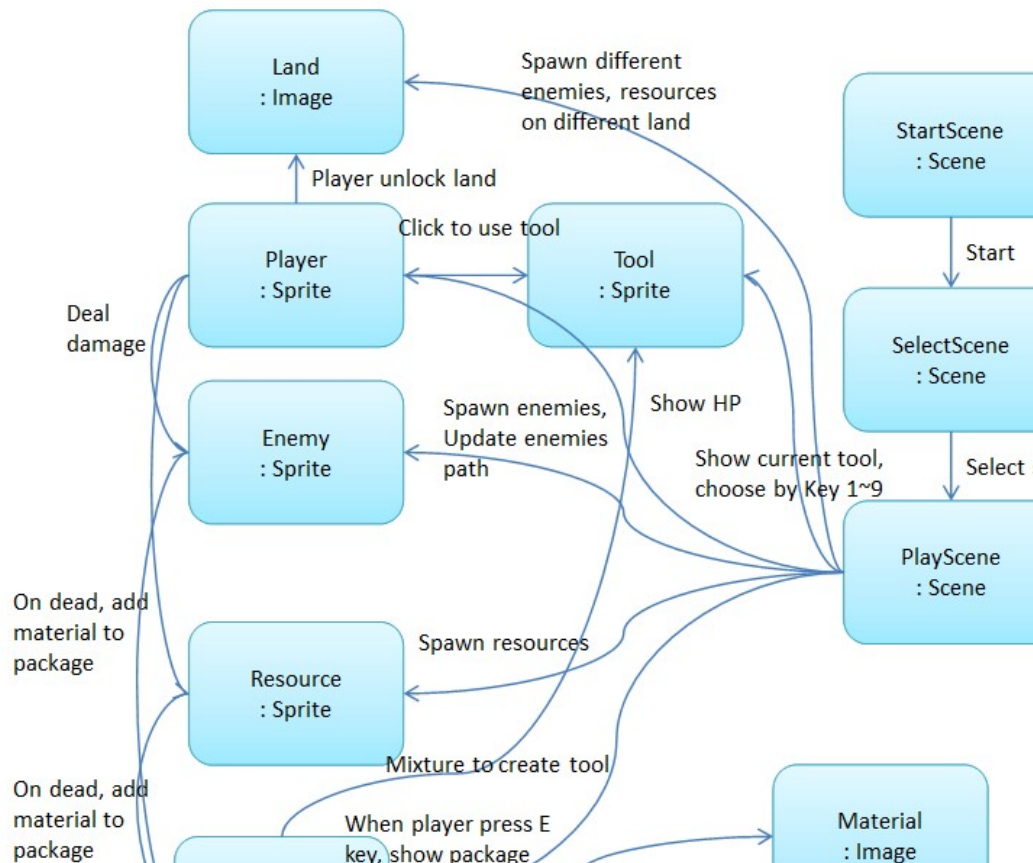 Land
: Image
Spawn different
enemies, resources
on different land
StartScene
: Scene
Player unlock land
Click to use tool
Player
: Sprite
Tool
: Sprite
Start
Deal
damage
SelectScene
: Scene
Enemy
: Sprite
Spawn enemies,
Update enemies
path
Show HP
Show current tool,
choose by Key 1~9
Select
PlayScene
: Scene
On dead, add
material to
package
Spawn resources
Resource
: Sprite
Mixture to create tool
On dead, add
material to
package
When player press E
key, show package
Material
: Image